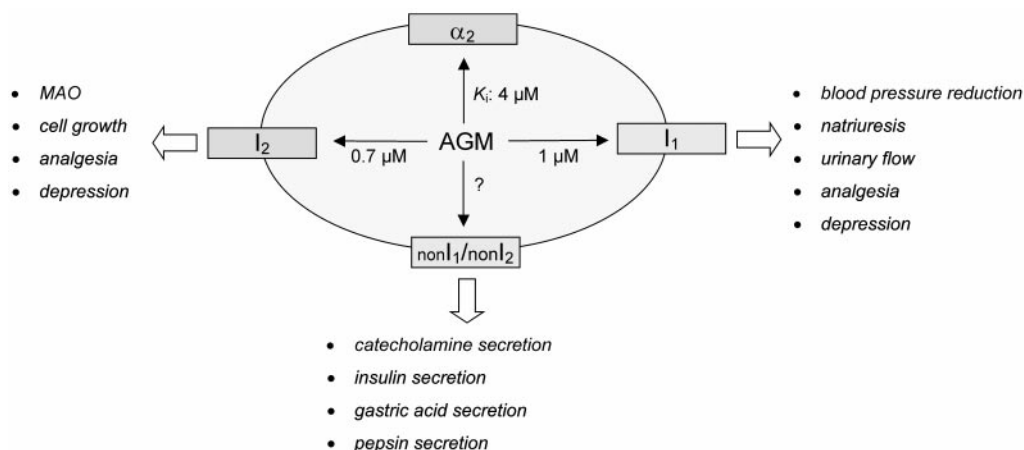 α2
Ki: 4 µM
AGM
I2
0.7 µM
1 µM
I1
?
nonI1/nonI2
• MAO
• cell growth
• analgesia
• depression
• blood pressure reduction
• natriuresis
• urinary flow
• analgesia
• depression
• catecholamine secretion
• insulin secretion
• gastric acid secretion
• pepsin secretion